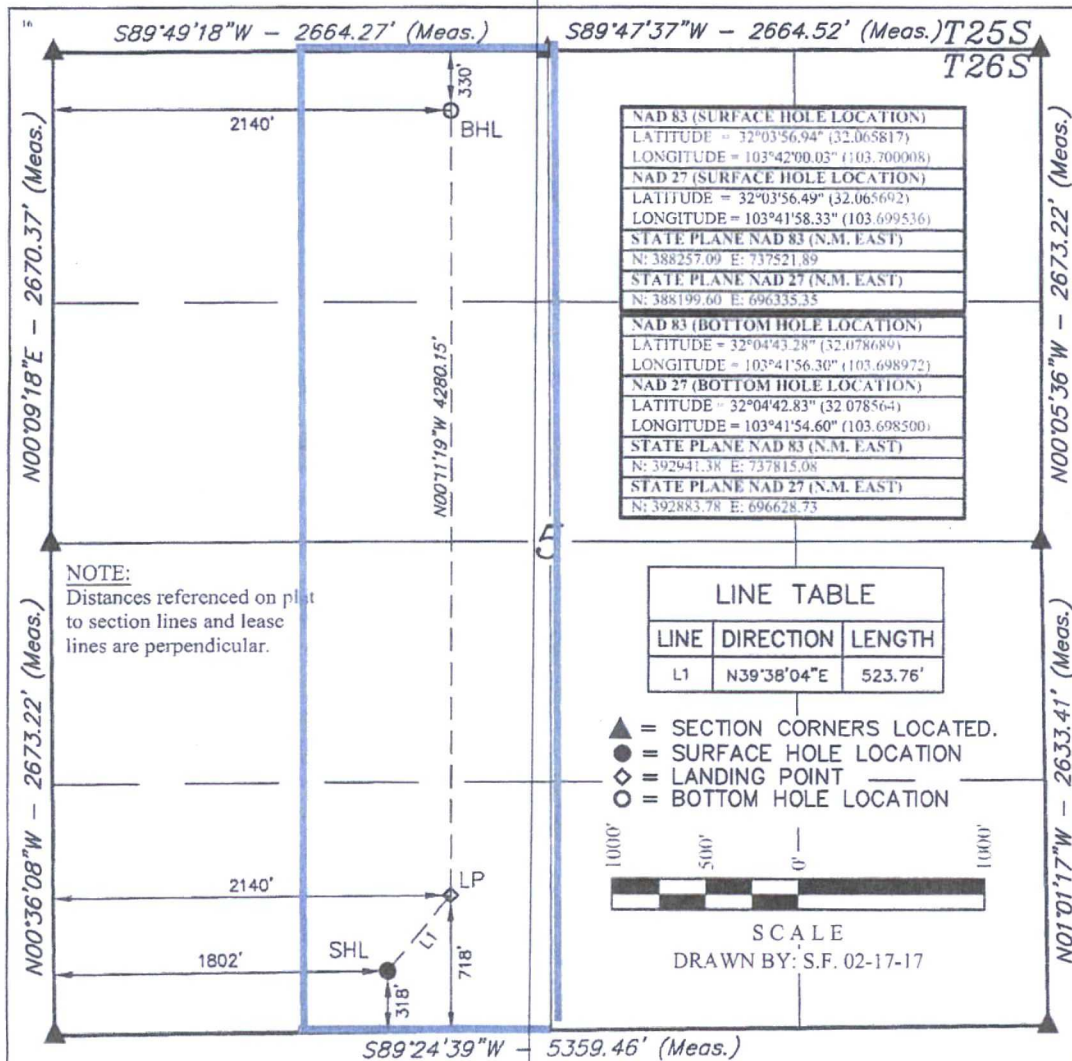 16
S89°49'18"W - 2664.27' (Meas.)
S89°47'37"W - 2664.52' (Meas.)
T25S
T26S
330'
2140'
BHL
N00°09'18"E - 2670.37' (Meas.)
N00°11'19"W 4280.15'
NAD 83 (SURFACE HOLE LOCATION)
LATITUDE = 32°03'56.94" (32.065817)
LONGITUDE = 103°42'00.03" (103.700008)
NAD 27 (SURFACE HOLE LOCATION)
LATITUDE = 32°03'56.49" (32.065692)
LONGITUDE = 103°41'58.33" (103.699536)
STATE PLANE NAD 83 (N.M. EAST)
N: 388257.09 E: 737521.89
STATE PLANE NAD 27 (N.M. EAST)
N: 388199.60 E: 696335.35
NAD 83 (BOTTOM HOLE LOCATION)
LATITUDE = 32°04'43.28" (32.078689)
LONGITUDE = 103°41'56.30" (103.698972)
NAD 27 (BOTTOM HOLE LOCATION)
LATITUDE = 32°04'42.83" (32.078564)
LONGITUDE = 103°41'54.60" (103.698500)
STATE PLANE NAD 83 (N.M. EAST)
N: 392941.38 E: 737815.08
STATE PLANE NAD 27 (N.M. EAST)
N: 392883.78 E: 696628.73
N00°05'36"W - 2673.22' (Meas.)
5
NOTE:
Distances referenced on plat
to section lines and lease
lines are perpendicular.
LINE TABLE
LINE DIRECTION LENGTH
L1 N39°38'04"E 523.76'
▲ = SECTION CORNERS LOCATED.
● = SURFACE HOLE LOCATION
◇ = LANDING POINT
○ = BOTTOM HOLE LOCATION
N00°36'08"W - 2673.22' (Meas.)
2140'
LP
L1
1802'
SHL
718'
318'
1000' 500' 0' 1000'
SCALE
DRAWN BY: S.F. 02-17-17
N01°01'17"W - 2633.41' (Meas.)
S89°24'39"W - 5359.46' (Meas.)